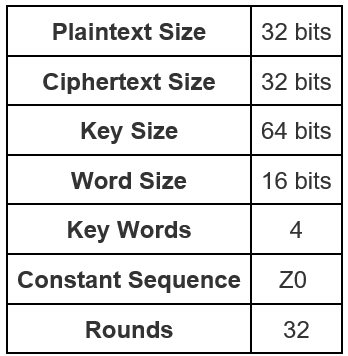 Plaintext Size 32 bits
Ciphertext Size 32 bits
Key Size 64 bits
Word Size 16 bits
Key Words 4
Constant Sequence Z0
Rounds 32